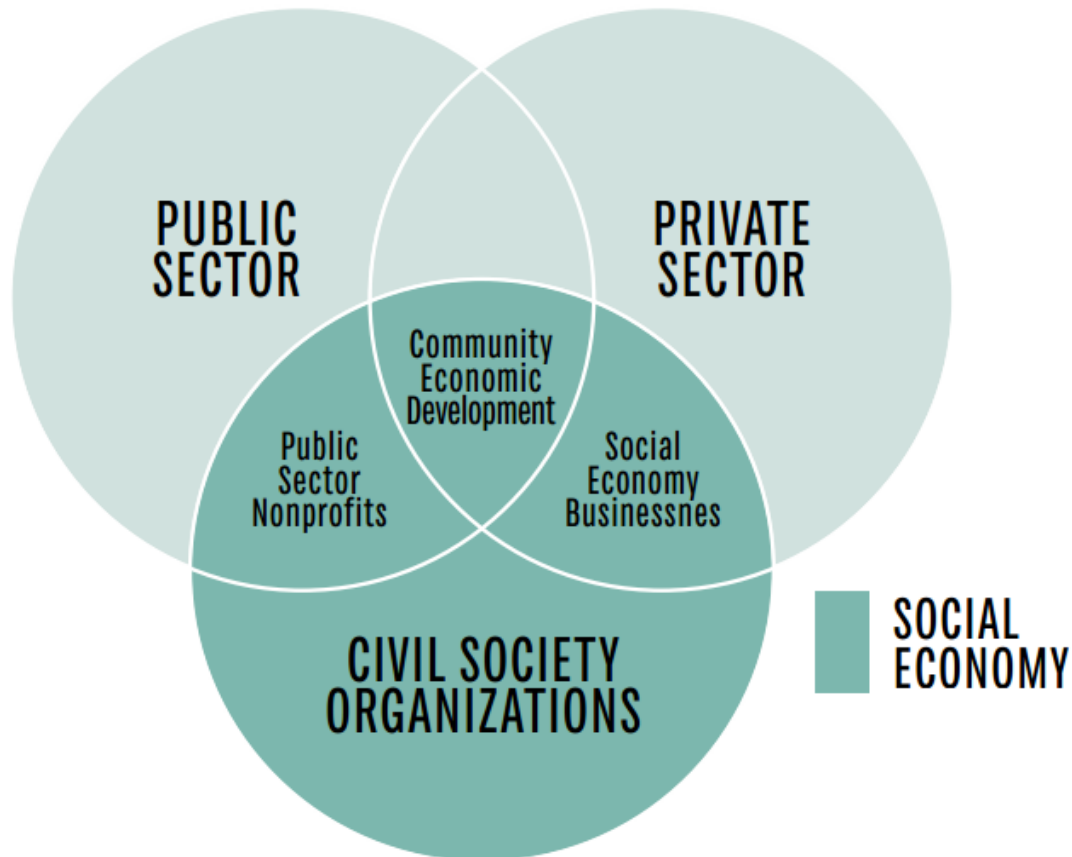 PUBLIC
SECTOR
PRIVATE
SECTOR
Community
Economic
Development
Public
Sector
Nonprofits
Social
Economy
Businessnes
CIVIL SOCIETY
ORGANIZATIONS
SOCIAL
ECONOMY